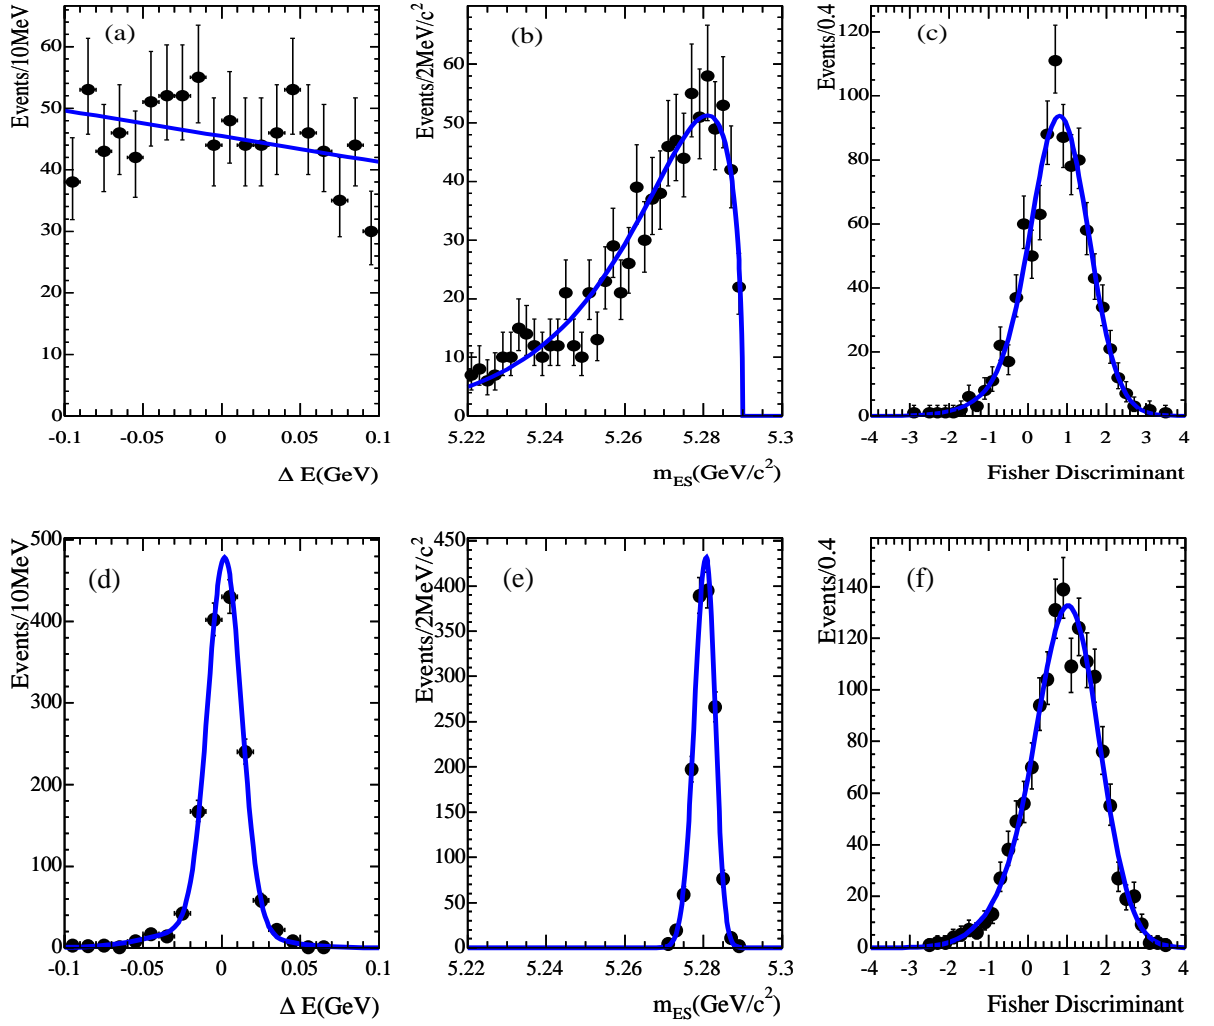 (a)
Events/10MeV
60
50
40
30
20
10
0
-0.1 -0.05 0 0.05 0.1
Δ E(GeV)
(b)
Events/2MeV/c²
60
50
40
30
20
10
0
5.22 5.24 5.26 5.28 5.3
m_ES(GeV/c²)
(c)
Events/0.4
120
100
80
60
40
20
0
-4 -3 -2 -1 0 1 2 3 4
Fisher Discriminant
(d)
Events/10MeV
500
400
300
200
100
0
-0.1 -0.05 0 0.05 0.1
Δ E(GeV)
(e)
Events/2MeV/c²
450
400
350
300
250
200
150
100
50
0
5.22 5.24 5.26 5.28 5.3
m_ES(GeV/c²)
(f)
Events/0.4
140
120
100
80
60
40
20
0
-4 -3 -2 -1 0 1 2 3 4
Fisher Discriminant